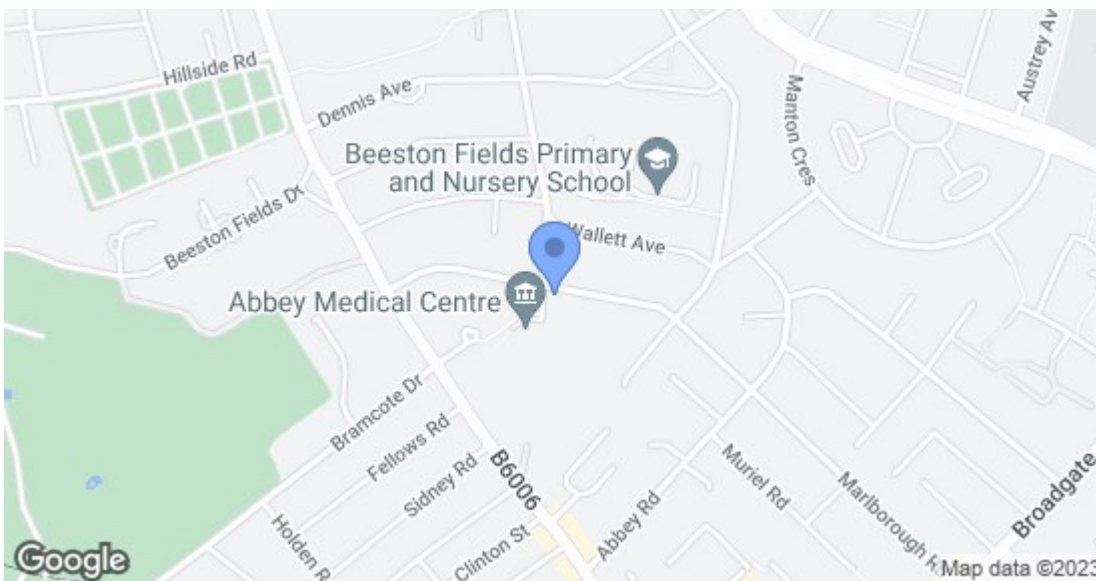 Hillside Rd
Dennis Ave
Austrey Av
Manton Cres
Beeston Fields Primary
and Nursery School
Beeston Fields Dr
Wallett Ave
Abbey Medical Centre
Bramcote Dr
Fellows Rd
Sidney Rd
B6006
Muriel Rd
Marlborough R
Broadgate
Holden R
Clinton St
Abbey Rd
Google
Map data ©2023